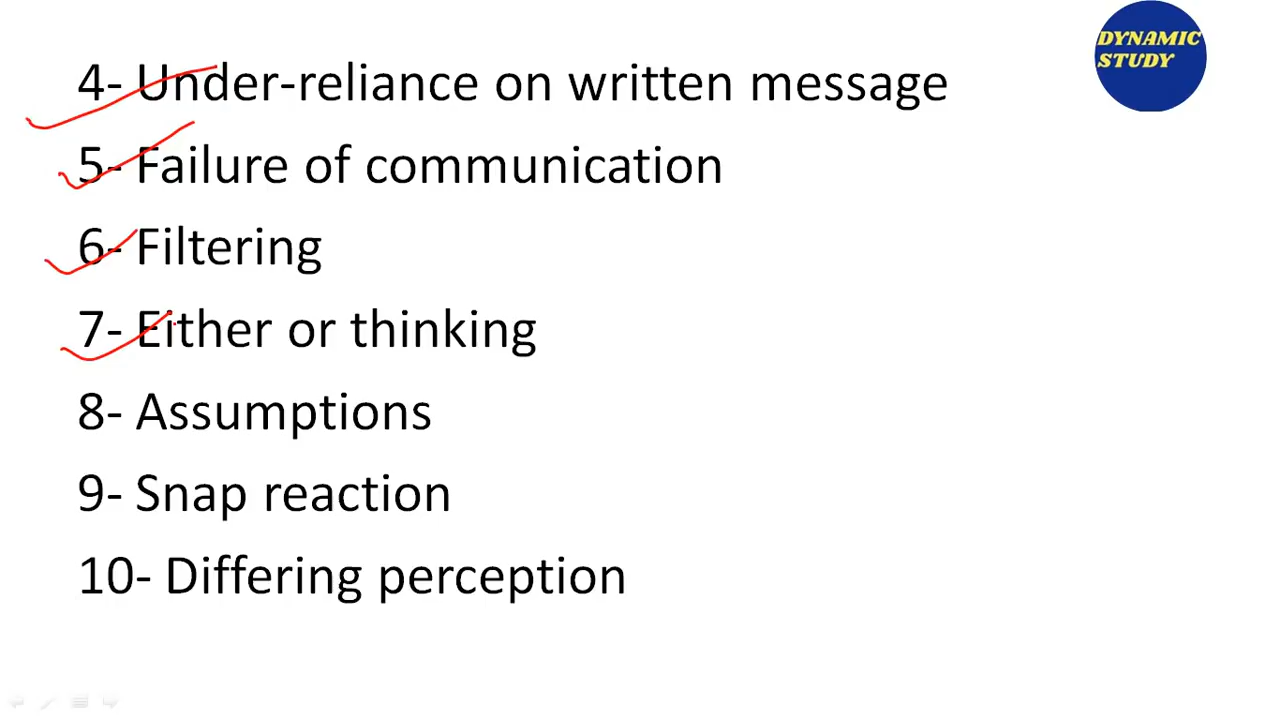 DYNAMIC
STUDY
4- Under-reliance on written message
5- Failure of communication
6- Filtering
7- Either or thinking
8- Assumptions
9- Snap reaction
10- Differing perception